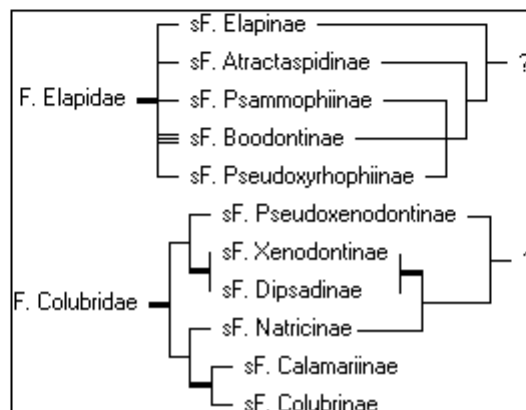 sF. Elapinae
sF. Atractaspidinae
?
F. Elapidae
sF. Psammophiinae
sF. Boodontinae
sF. Pseudoxyrhophiinae
sF. Pseudoxenodontinae
sF. Xenodontinae
sF. Dipsadinae
F. Colubridae
sF. Natricinae
sF. Calamariinae
sF. Colubrinae